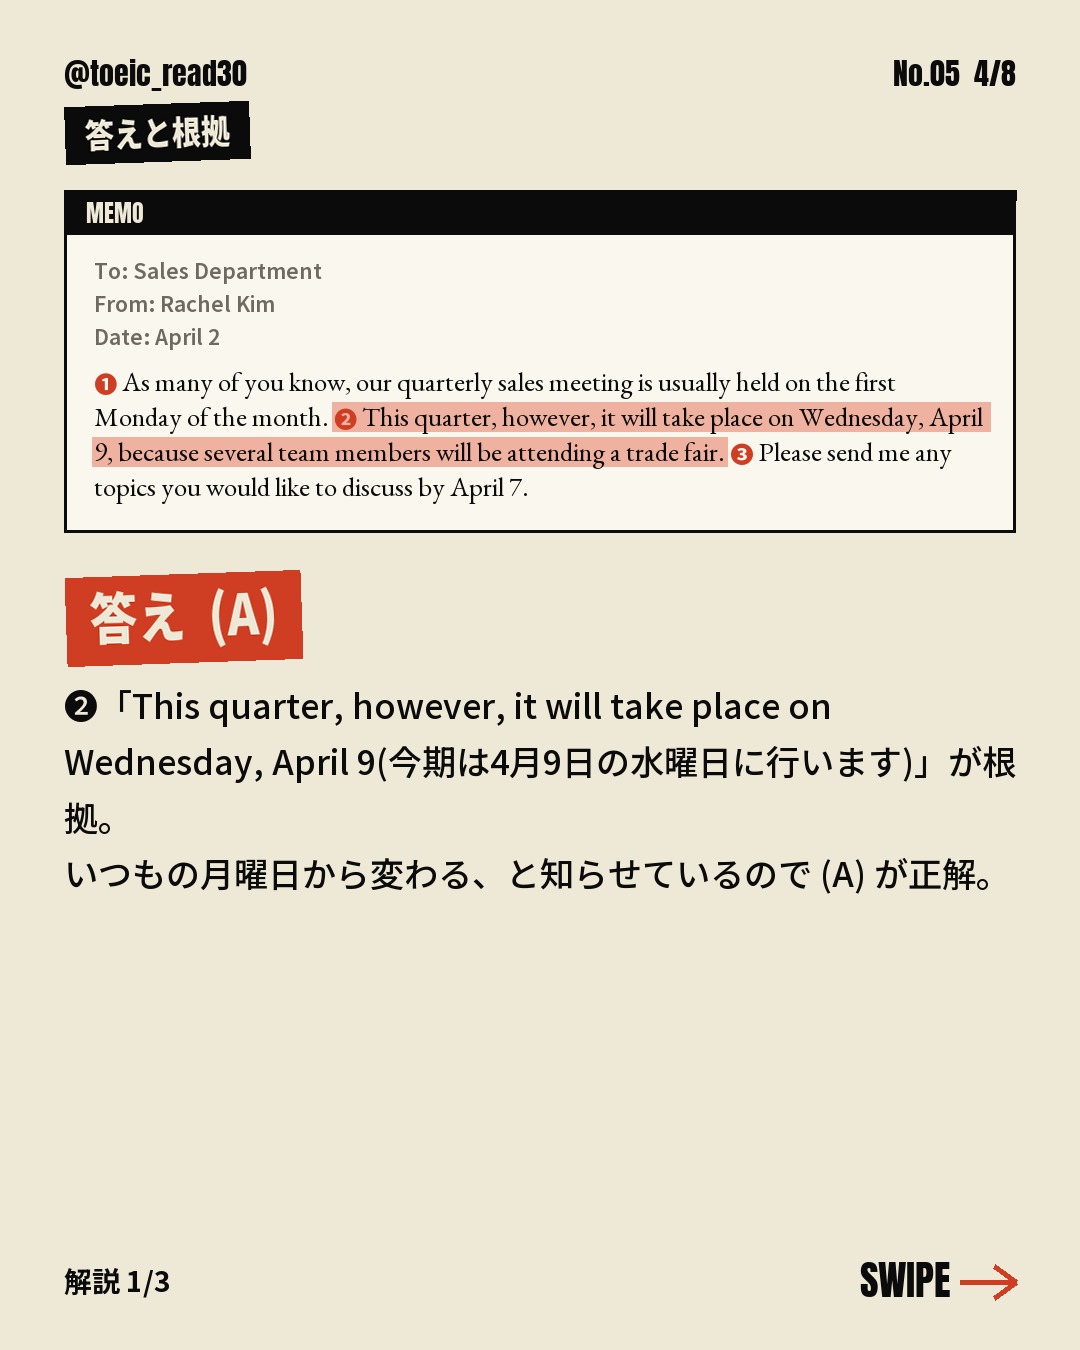 @toeic_read30
No.05 4/8
答えと根拠
MEMO
To: Sales Department
From: Rachel Kim
Date: April 2
❶ As many of you know, our quarterly sales meeting is usually held on the first
Monday of the month. ❷ This quarter, however, it will take place on Wednesday, April
9, because several team members will be attending a trade fair. ❸ Please send me any
topics you would like to discuss by April 7.
答え (A)
❷「This quarter, however, it will take place on
Wednesday, April 9(今期は4月9日の水曜日に行います)」が根
拠。
いつもの月曜日から変わる、と知らせているので (A) が正解。
解説 1/3
SWIPE →